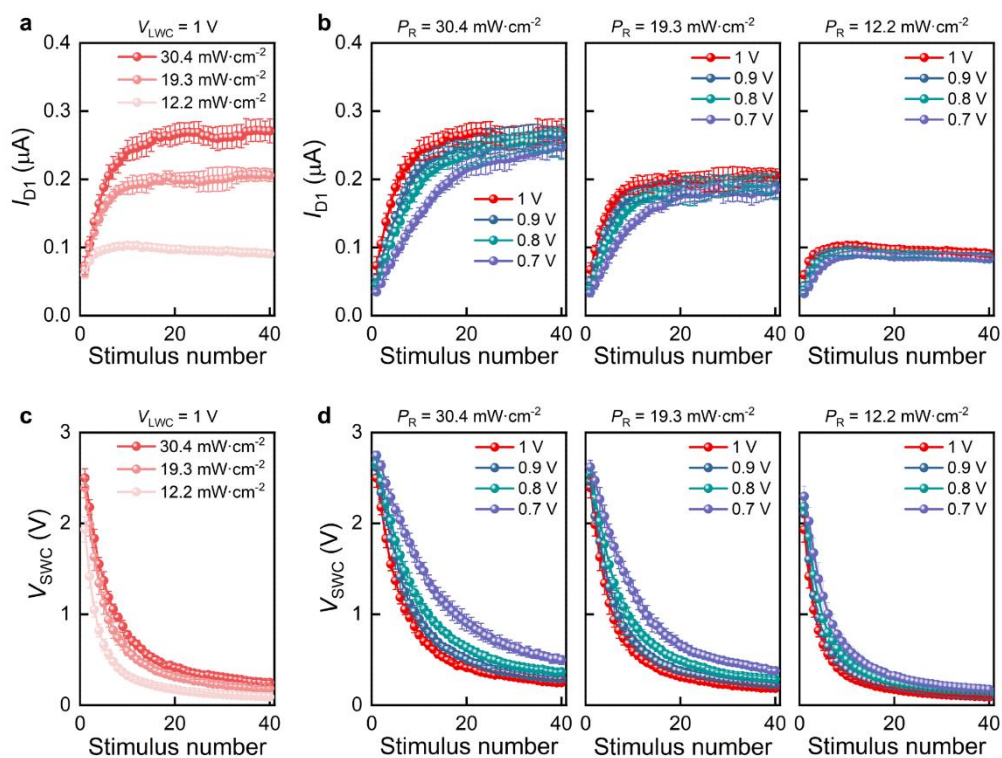 a
V_LWC = 1 V
30.4 mW·cm⁻²
19.3 mW·cm⁻²
12.2 mW·cm⁻²
I_D1 (μA)
0.4
0.3
0.2
0.1
0.0
0 20 40
Stimulus number
b
P_R = 30.4 mW·cm⁻²
1 V
0.9 V
0.8 V
0.7 V
I_D1 (μA)
0.4
0.3
0.2
0.1
0.0
0 20 40
Stimulus number
P_R = 19.3 mW·cm⁻²
1 V
0.9 V
0.8 V
0.7 V
0 20 40
Stimulus number
P_R = 12.2 mW·cm⁻²
1 V
0.9 V
0.8 V
0.7 V
0 20 40
Stimulus number
c
V_LWC = 1 V
30.4 mW·cm⁻²
19.3 mW·cm⁻²
12.2 mW·cm⁻²
V_SWC (V)
3
2
1
0
0 20 40
Stimulus number
d
P_R = 30.4 mW·cm⁻²
1 V
0.9 V
0.8 V
0.7 V
V_SWC (V)
3
2
1
0
0 20 40
Stimulus number
P_R = 19.3 mW·cm⁻²
1 V
0.9 V
0.8 V
0.7 V
0 20 40
Stimulus number
P_R = 12.2 mW·cm⁻²
1 V
0.9 V
0.8 V
0.7 V
0 20 40
Stimulus number